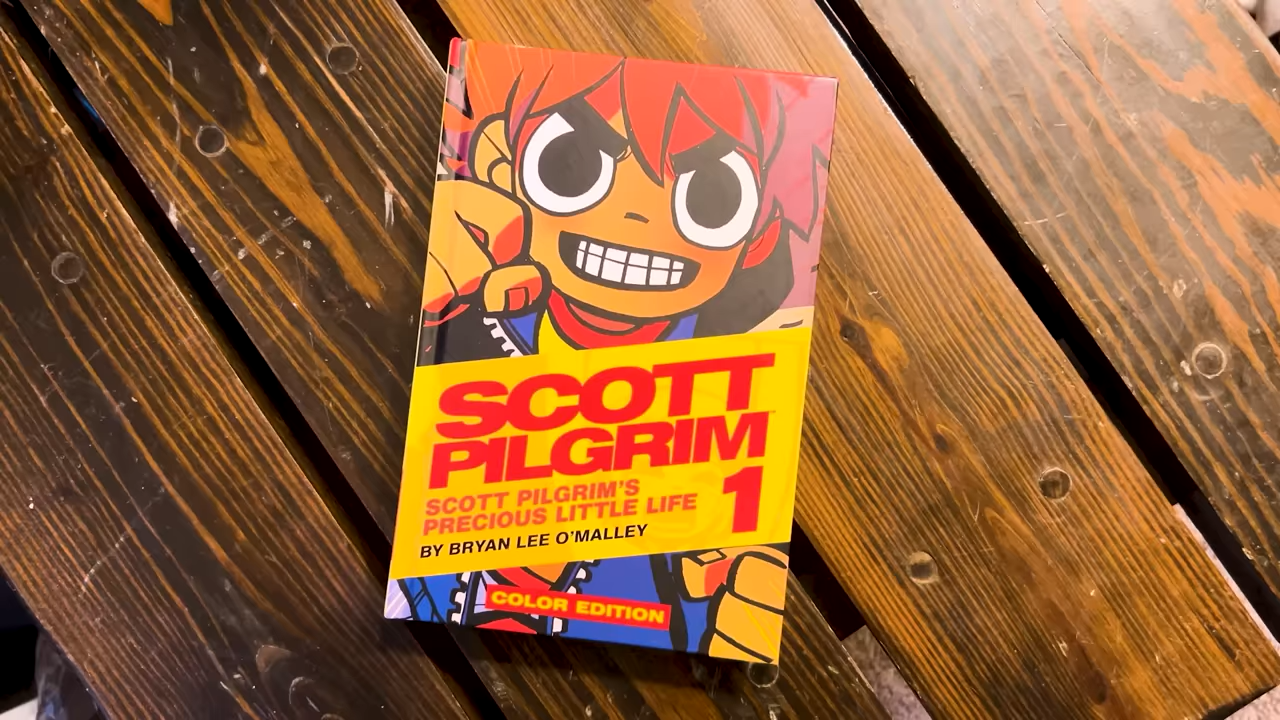 SCOTT
PILGRIM
SCOTT PILGRIM'S
PRECIOUS LITTLE LIFE
1
BY BRYAN LEE O'MALLEY
COLOR EDITION